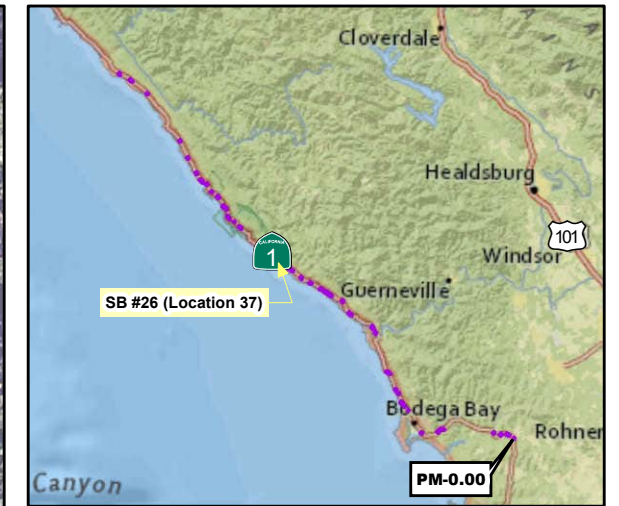 Cloverdale
Healdsburg
101
Windsor
CALIFORNIA
1
SB #26 (Location 37)
Guerneville
Bodega Bay
Rohner
PM-0.00
Canyon